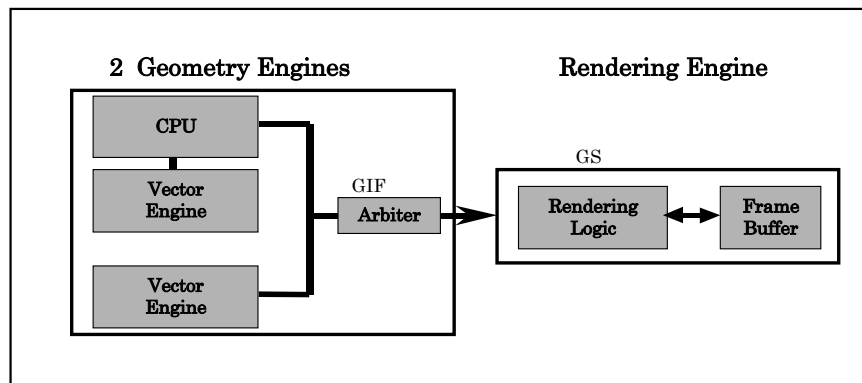 2 Geometry Engines
Rendering Engine
CPU
Vector
Engine
Vector
Engine
GIF
Arbiter
GS
Rendering
Logic
Frame
Buffer